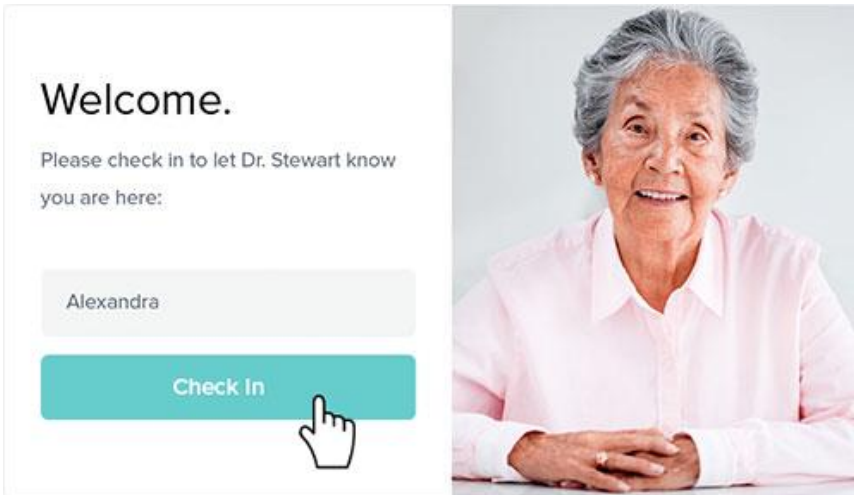 Welcome.
Please check in to let Dr. Stewart know
you are here:
Alexandra
Check In